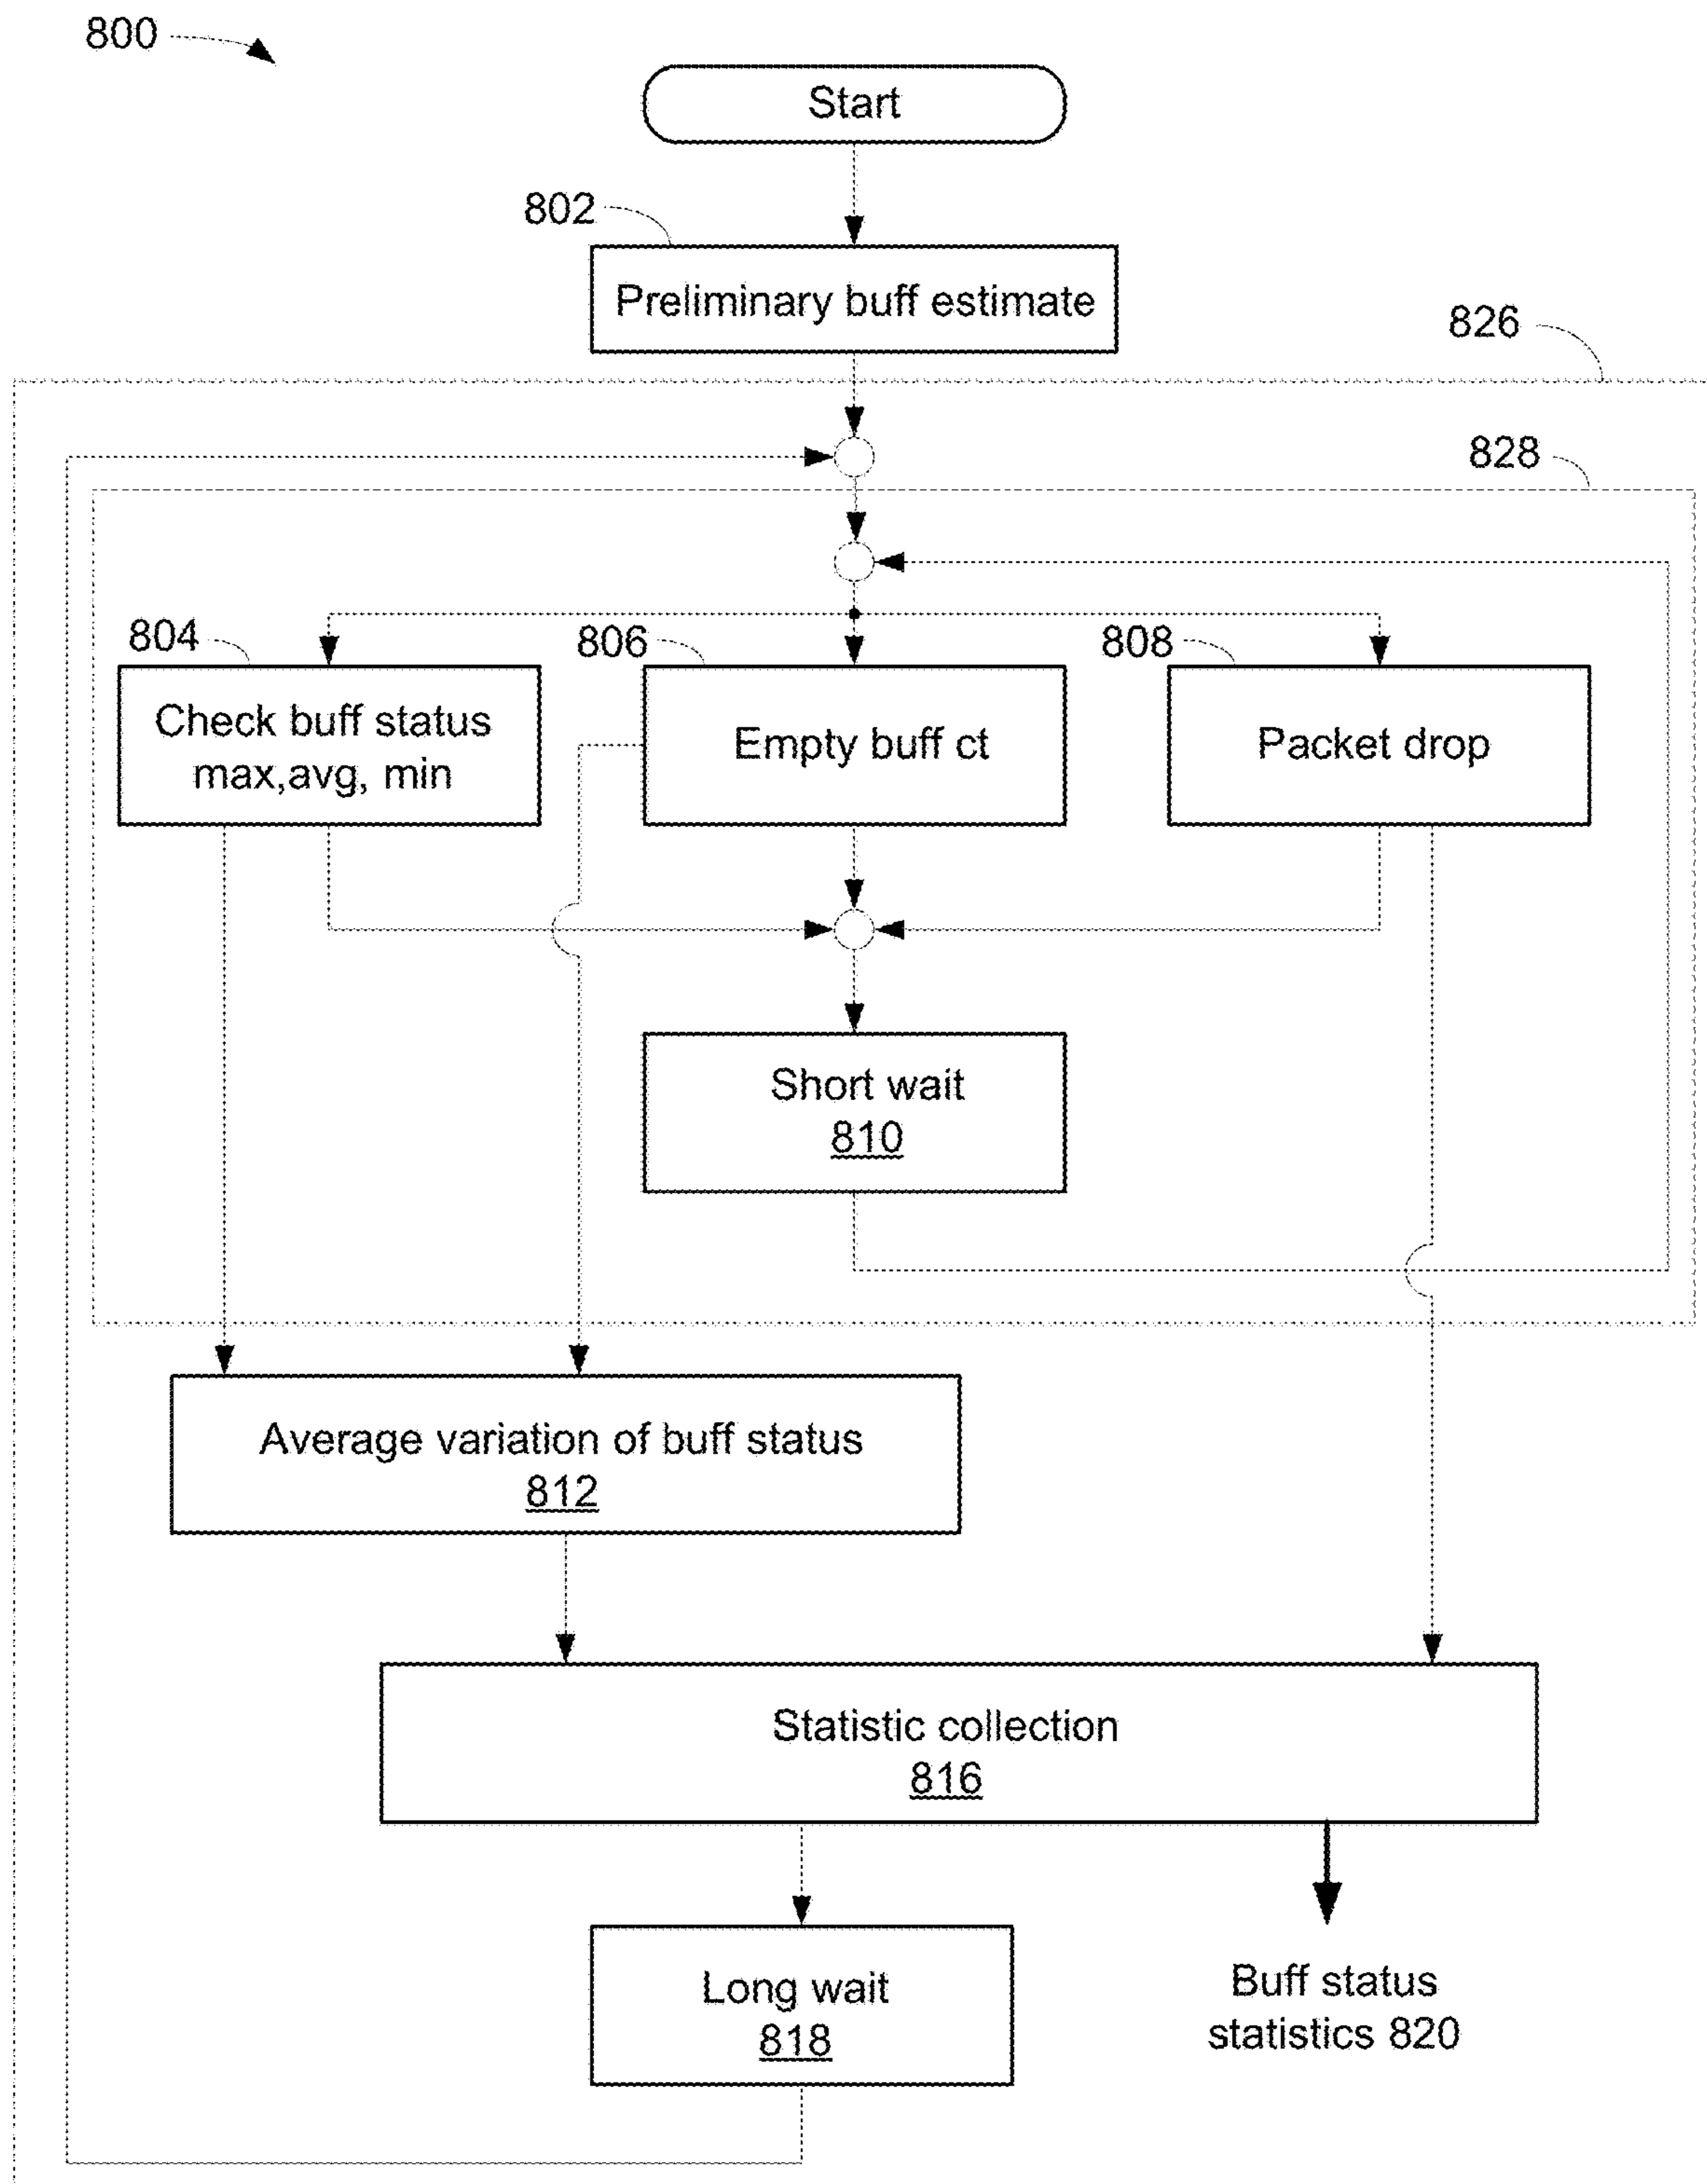 800
Start
802
Preliminary buff estimate
826
828
804
806
808
Check buff status
max,avg, min
Empty buff ct
Packet drop
Short wait
810
Average variation of buff status
812
Statistic collection
816
Long wait
818
Buff status
statistics 820